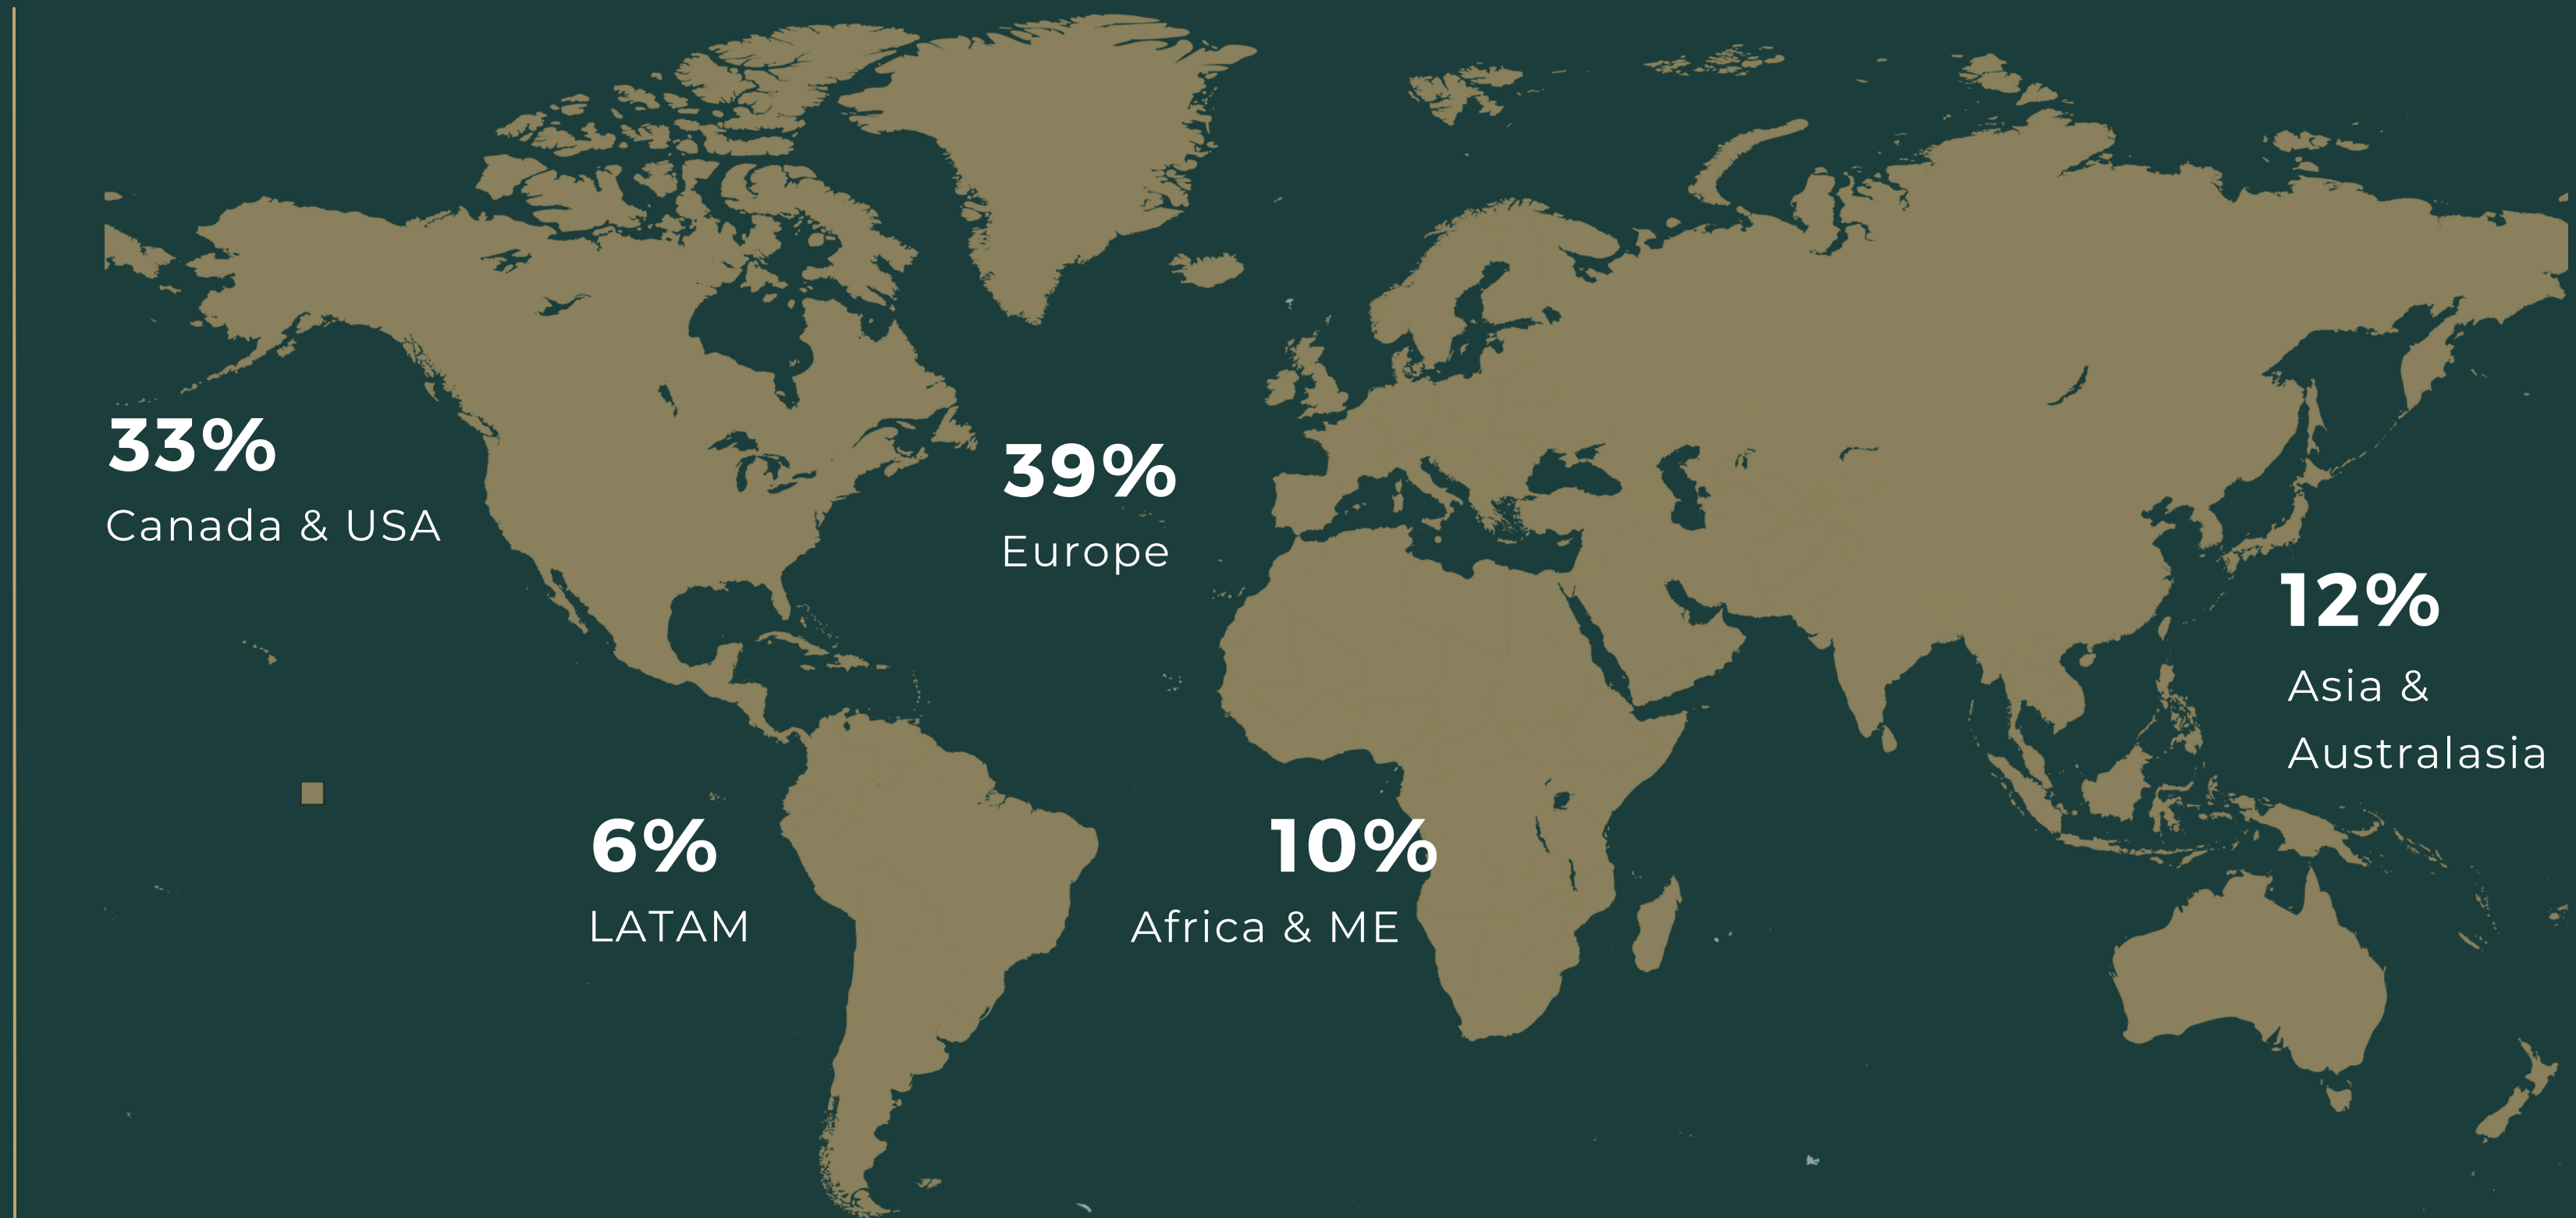 33%
Canada & USA
39%
Europe
12%
Asia &
Australasia
6%
LATAM
10%
Africa & ME